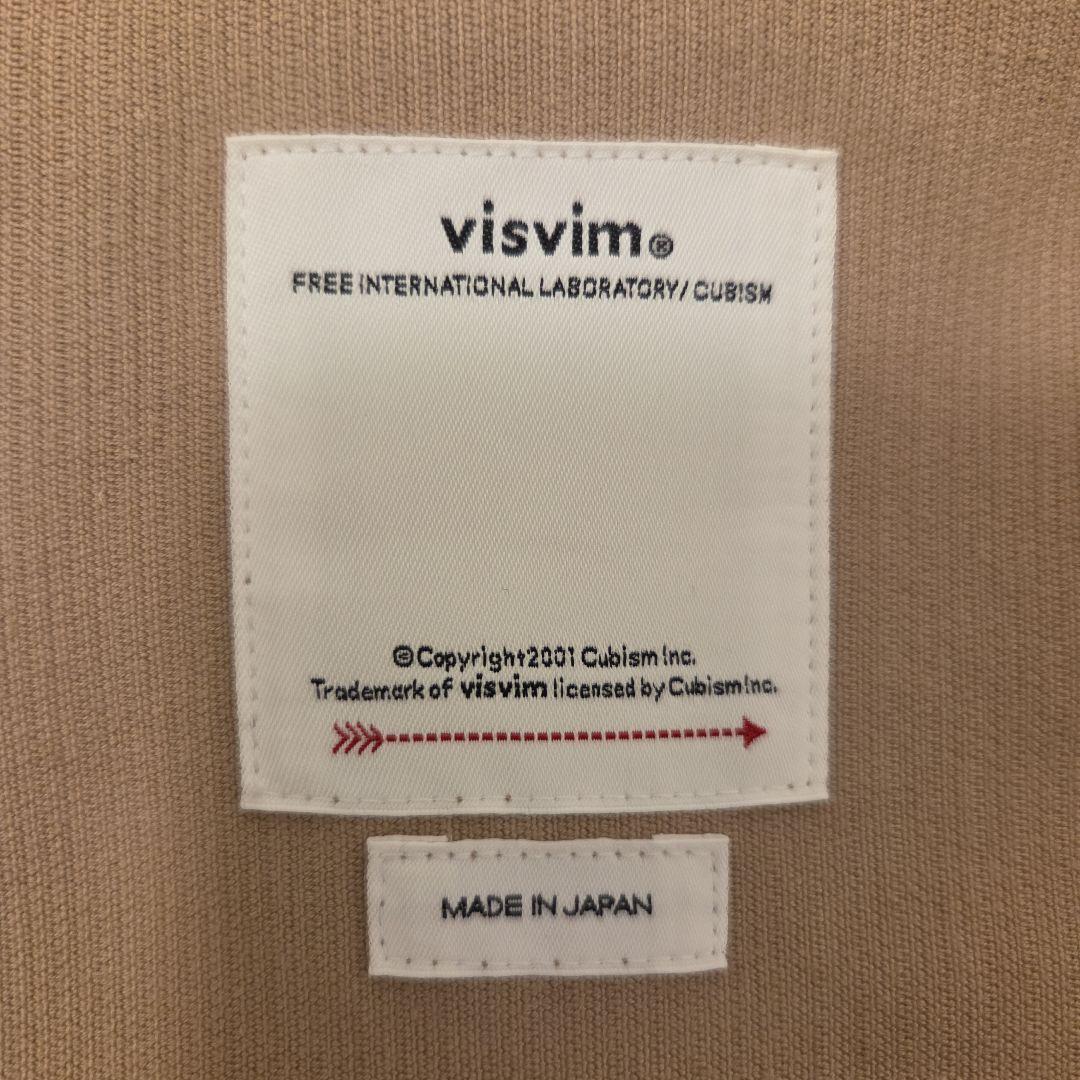 visvim®
FREE INTERNATIONAL LABORATORY/CUBISM
©Copyright2001 Cubism Inc.
Trademark of visvim licensed by Cubism Inc.
MADE IN JAPAN